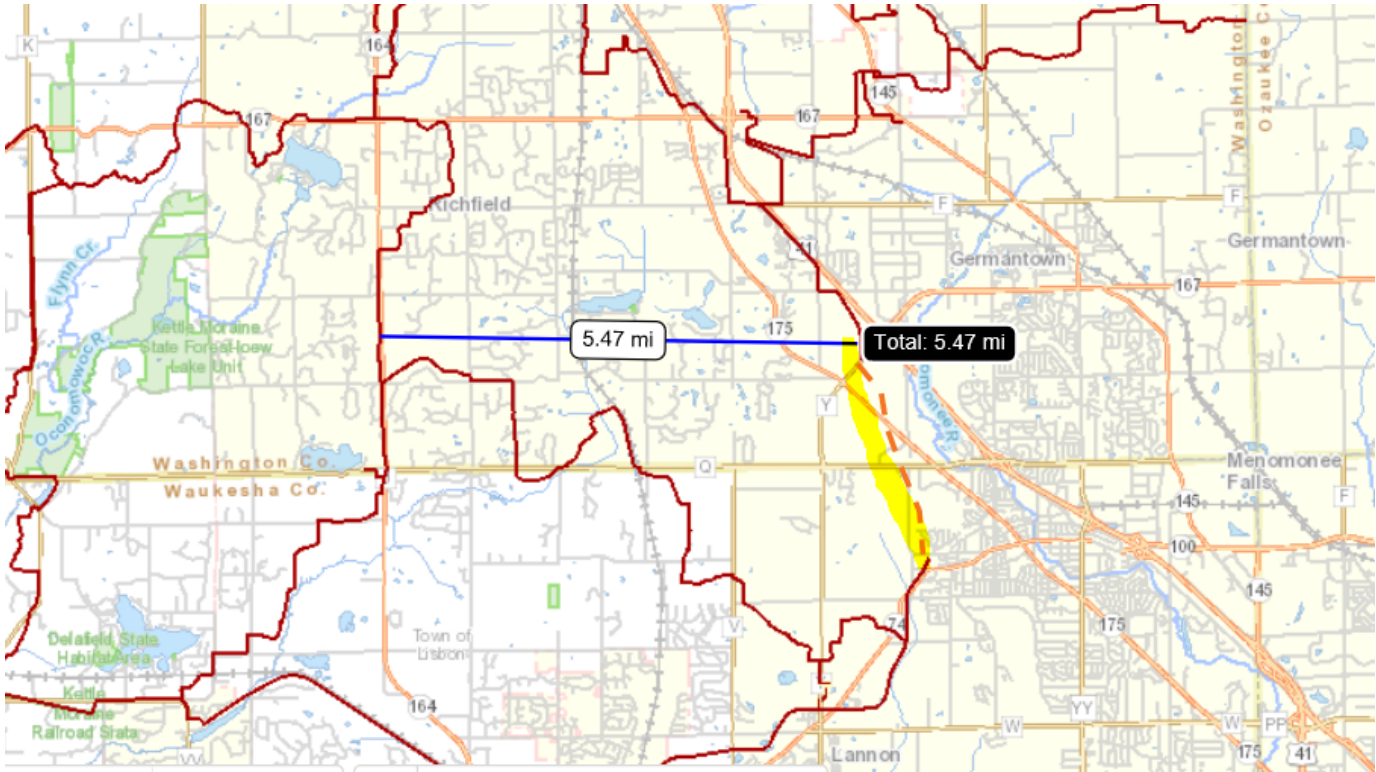 K
164
Washington Co.
Ozaukee C
145
167
167
Richfield
F
F
Flynn Cr.
41
Germantown
Germantown
167
Kettle Moraine
State Forest-loew
Lake Unit
175
5.47 mi
Total: 5.47 mi
Oconomowoc R.
omonee R.
Y
Washington Co.
Waukesha Co.
Q
Menomonee
Falls
F
145
100
145
Delafield State
Habitat Area
Town of
Lisbon
V
74
175
Kettle
Moraine
Railroad Strata
164
W
YY
W
PP
VV
Lannon
175
41